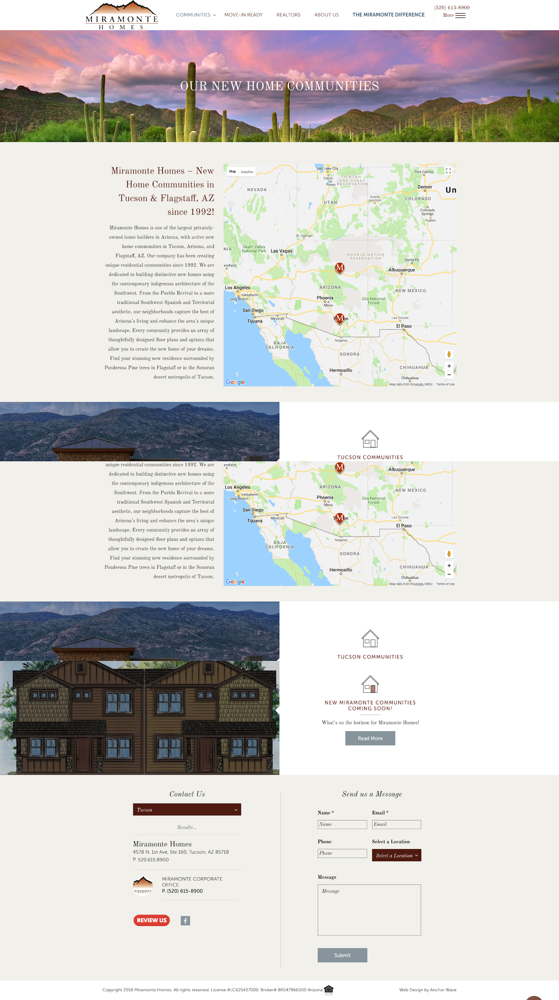 MIRAMONTE
HOMES
COMMUNITIES
MOVE-IN READY
REALTORS
ABOUT US
THE MIRAMONTE DIFFERENCE
(520) 615-8900
More
OUR NEW HOME COMMUNITIES
Miramonte Homes – New
Home Communities in
Tucson & Flagstaff, AZ
since 1992!
Miramonte Homes is one of the largest privately-
owned home builders in Arizona, with active new
home communities in Tucson, Arizona, and
Flagstaff, AZ. Our company has been creating
unique residential communities since 1992. We are
dedicated to building distinctive new homes using
the contemporary indigenous architecture of the
Southwest. From the Pueblo Revival to a more
traditional Southwest Spanish and Territorial
aesthetic, our neighborhoods capture the best of
Arizona's living and enhance the area's unique
landscape. Every community provides an array of
thoughtfully designed floor plans and options that
allow you to create the new home of your dreams.
Find your stunning new residence surrounded by
Ponderosa Pine trees in Flagstaff or in the Sonoran
desert metropolis of Tucson.
Map
Satellite
Salt Lake City
Sandy
Provo
UINTAH
AND OURAY
RESERVATION
Fort Collins
Denver
Un
NEVADA
UTAH
Grand
Junction
COLORADO
Colorado
Springs
Pueblo
St. George
NIA
Death Valley
National Park
Las Vegas
NAVAJO NATION
RESERVATION
Santa Fe
ersfield
M
Albuquerque
Los Angeles
Anaheim
Long Beach
ARIZONA
NEW MEXICO
Phoenix
Mesa
Gila National
Forest
San Diego
Tijuana
Mexicali
T M on
Las Cruces
El Paso
Nogales
BAJA
CALIFORNIA
SONORA
CHIHUAHUA
Hermosillo
Chihuahua
Google
Map data ©2018 Google, INEGI
Terms of Use
TUCSON COMMUNITIES
unique residential communities since 1992. We are
dedicated to building distinctive new homes using
the contemporary indigenous architecture of the
Southwest. From the Pueblo Revival to a more
traditional Southwest Spanish and Territorial
aesthetic, our neighborhoods capture the best of
Arizona's living and enhance the area's unique
landscape. Every community provides an array of
thoughtfully designed floor plans and options that
allow you to create the new home of your dreams.
Find your stunning new residence surrounded by
Ponderosa Pine trees in Flagstaff or in the Sonoran
desert metropolis of Tucson.
ersfield
M
Albuquerque
Los Angeles
Anaheim
Long Beach
ARIZONA
NEW MEXICO
Phoenix
Mesa
Gila National
Forest
San Diego
Tijuana
Mexicali
T M on
Las Cruces
El Paso
Nogales
BAJA
CALIFORNIA
SONORA
CHIHUAHUA
Hermosillo
Chihuahua
Google
Map data ©2018 Google, INEGI
Terms of Use
TUCSON COMMUNITIES
NEW MIRAMONTE COMMUNITIES
COMING SOON!
What's on the horizon for Miramonte Homes!
Read More
Contact Us
Tucson
Results...
Miramonte Homes
4578 N. 1st Ave, Ste 160, Tucson, AZ 85718
P. 520.615.8900
MIRAMONTE
HOMES
MIRAMONTE CORPORATE
OFFICE
P. (520) 615-8900
REVIEW US
f
Send us a Message
Name *
Email *
Name
Email
Phone
Select a Location
Phone
Select a Location
Message
Message
Submit
Copyright 2018 Miramonte Homes. All rights reserved. License #LC625437000. Broker# BR547966000 Arizona
Web Design by Anchor Wave